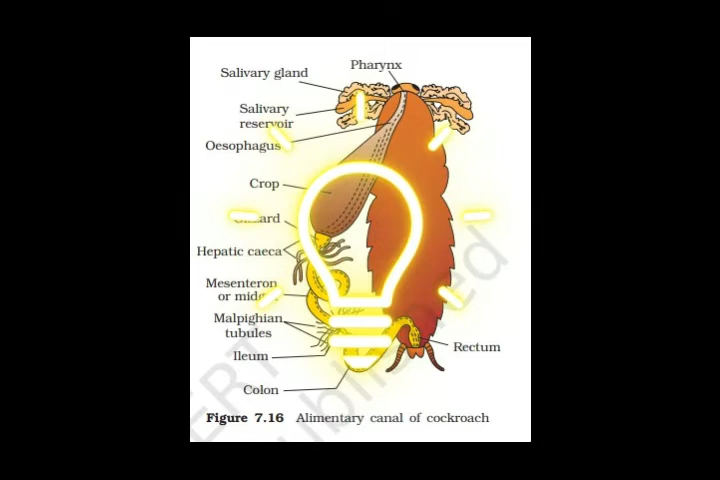 Pharynx
Salivary gland
Salivary
reservoir
Oesophagus
Crop
Hepatic caeca
Mesenteron
or
Malpighian
tubules
Ileum
Rectum
Colon
Figure 7.16 Alimentary canal of cockroach